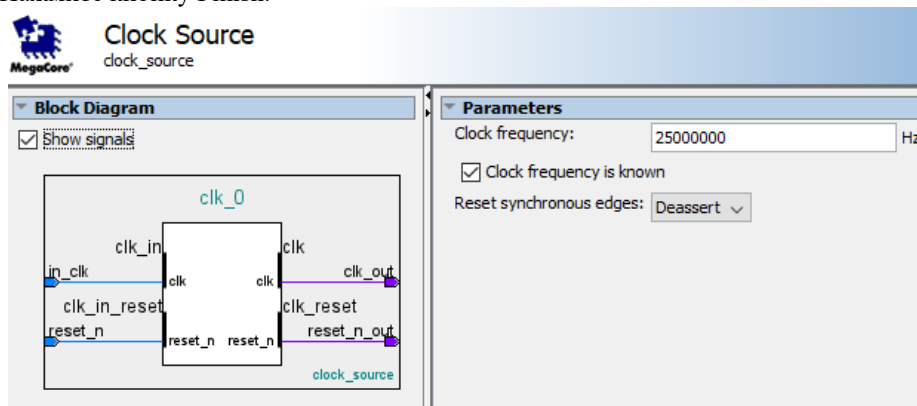 Clock Source
clock_source
MegaCore'
Block Diagram
Show signals
clk_0
clk_in
clk
in_clk
clk
clk
clk_out
clk_in_reset
clk_reset
reset_n
reset_n
reset_n
reset_n_out
clock_source
Parameters
Clock frequency:
25000000
Hz
Clock frequency is known
Reset synchronous edges:
Deassert